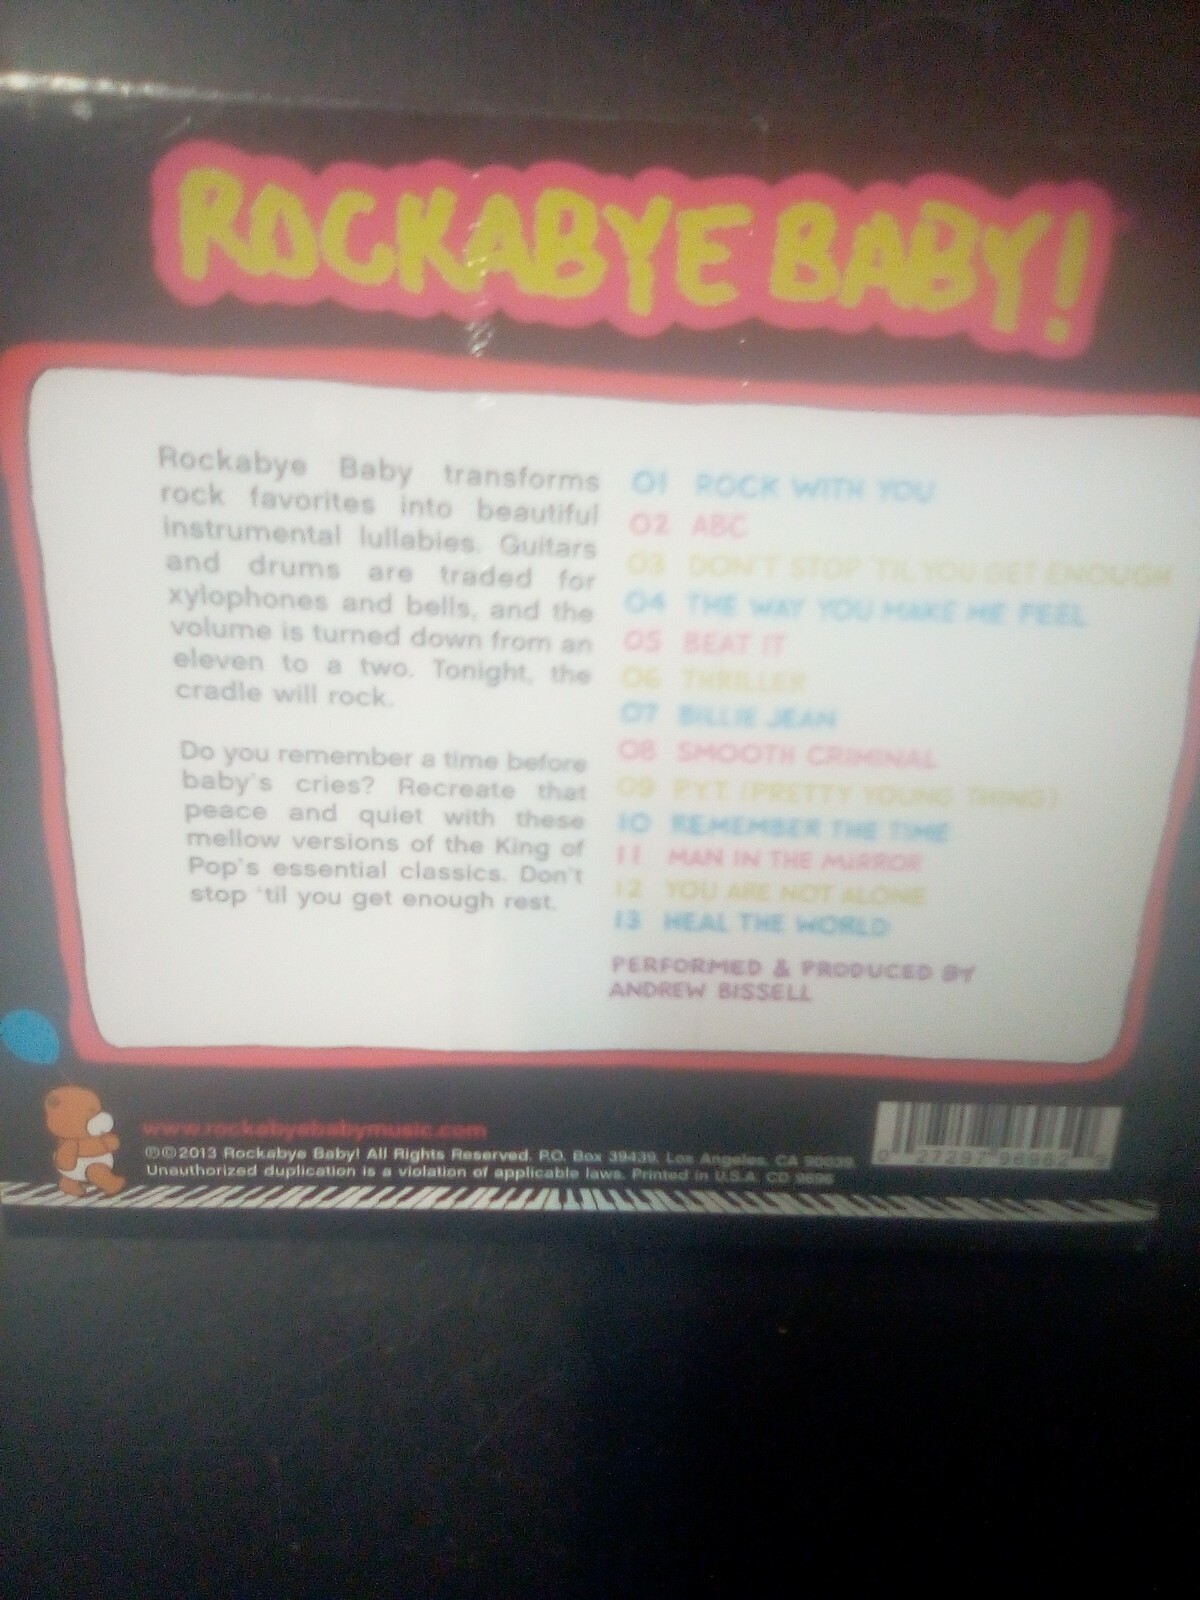 ROCKABYE BABY!
Rockabye Baby transforms
rock favorites into beautiful
instrumental lullabies. Guitars
and drums are traded for
xylophones and bells, and the
volume is turned down from an
eleven to a two. Tonight, the
cradle will rock.
Do you remember a time before
baby's cries? Recreate that
peace and quiet with these
mellow versions of the King of
Pop's essential classics. Don't
stop 'til you get enough rest.
01 ROCK WITH YOU
02 ABC
03 DON'T STOP 'TIL YOU GET ENOUGH
04 THE WAY YOU MAKE ME FEEL
05 BEAT IT
06 THRILLER
07 BILLIE JEAN
08 SMOOTH CRIMINAL
09 P.Y.T. (PRETTY YOUNG THING)
10 REMEMBER THE TIME
11 MAN IN THE MIRROR
12 YOU ARE NOT ALONE
13 HEAL THE WORLD
PERFORMED & PRODUCED BY
ANDREW BISSELL
www.rockabyebabymusic.com
℗©2013 Rockabye Baby! All Rights Reserved. P.O. Box 39439, Los Angeles, CA
Unauthorized duplication is a violation of applicable laws. Printed in U.S.A. CD 9696
0 27297 96962 9